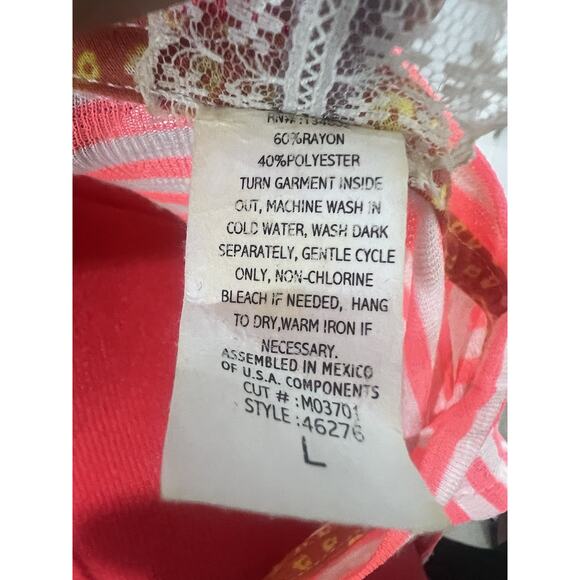 60%RAYON
40%POLYESTER
TURN GARMENT INSIDE
OUT, MACHINE WASH IN
COLD WATER, WASH DARK
SEPARATELY, GENTLE CYCLE
ONLY, NON-CHLORINE
BLEACH IF NEEDED, HANG
TO DRY,WARM IRON IF
NECESSARY.
ASSEMBLED IN MEXICO
OF U.S.A. COMPONENTS
CUT # :M03701
STYLE :46276
L